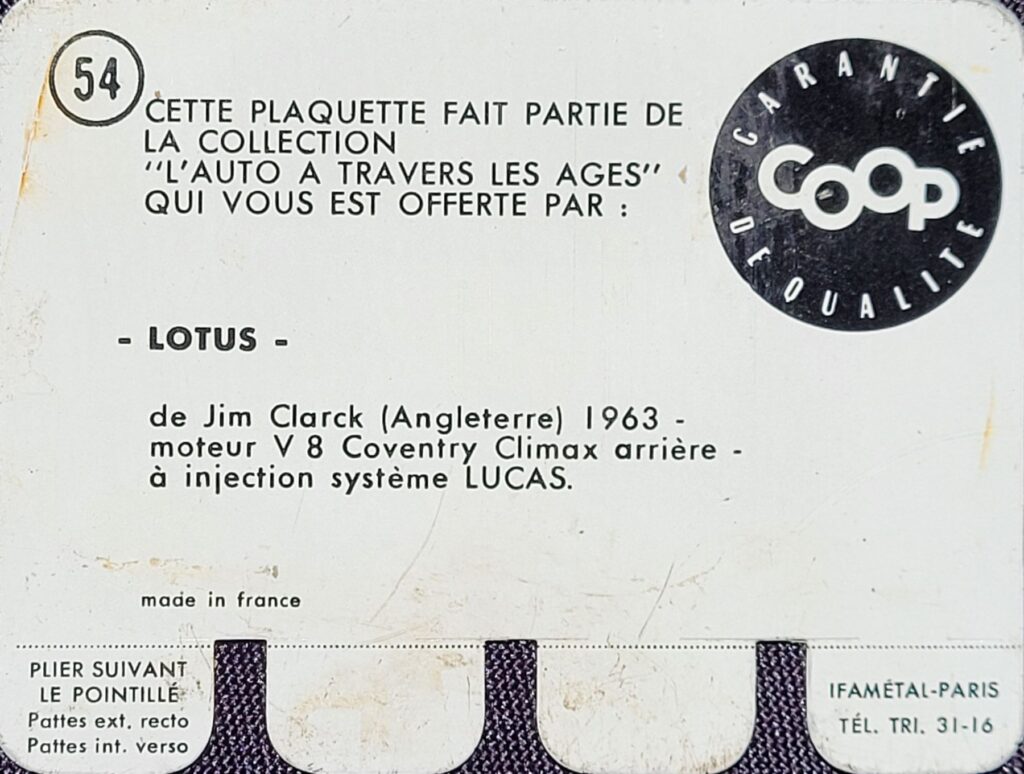 54
CETTE PLAQUETTE FAIT PARTIE DE
LA COLLECTION
"L'AUTO A TRAVERS LES AGES"
QUI VOUS EST OFFERTE PAR :
GARANTIE
COOP
DE QUALITE
- LOTUS -
de Jim Clarck (Angleterre) 1963 -
moteur V 8 Coventry Climax arrière -
à injection système LUCAS.
made in france
PLIER SUIVANT
LE POINTILLÉ
Pattes ext. recto
Pattes int. verso
IFAMÉTAL-PARIS
TÉL. TRI. 31-16